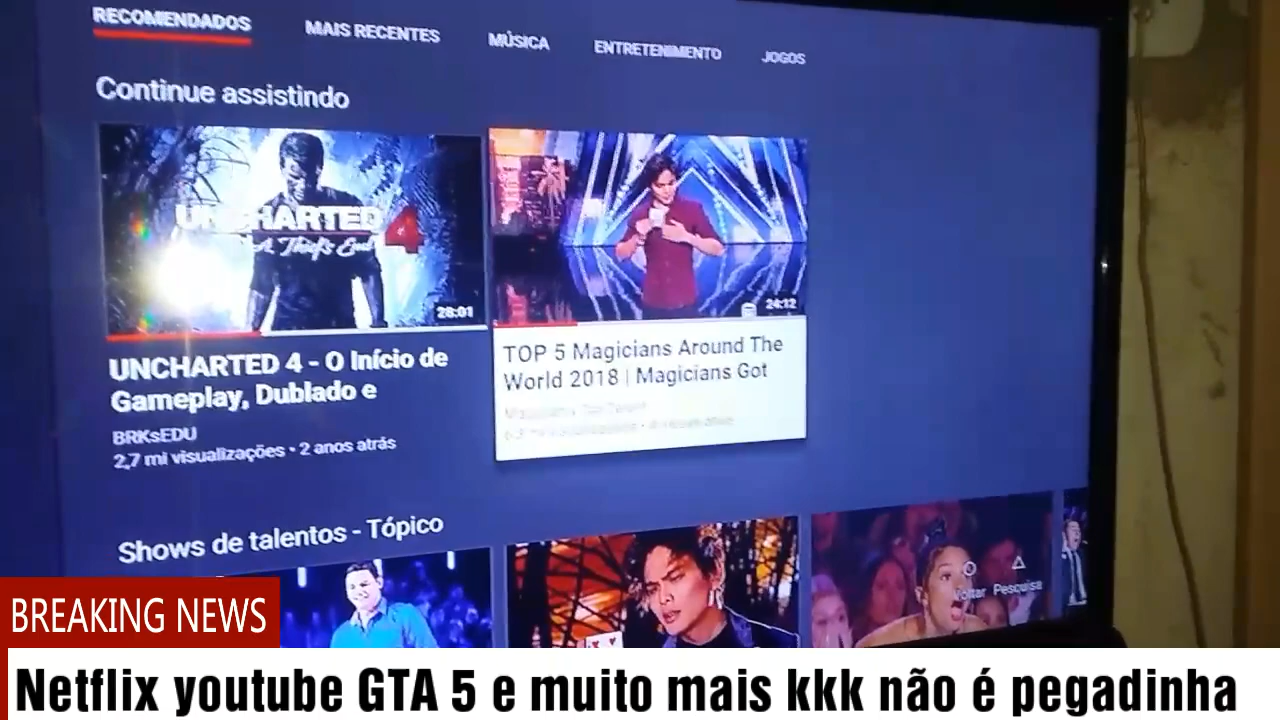 RECOMENDADOS
MAIS RECENTES
MÚSICA
ENTRETENIMENTO
JOGOS
Continue assistindo
UNCHARTED 4
A Thief's End
28:01
24:12
UNCHARTED 4 - O Início de
Gameplay, Dublado e
BRKsEDU
2,7 mi visualizações • 2 anos atrás
TOP 5 Magicians Around The
World 2018 | Magicians Got
Shows de talentos - Tópico
Voltar Pesquisa
BREAKING NEWS
Netflix youtube GTA 5 e muito mais kkk não é pegadinha